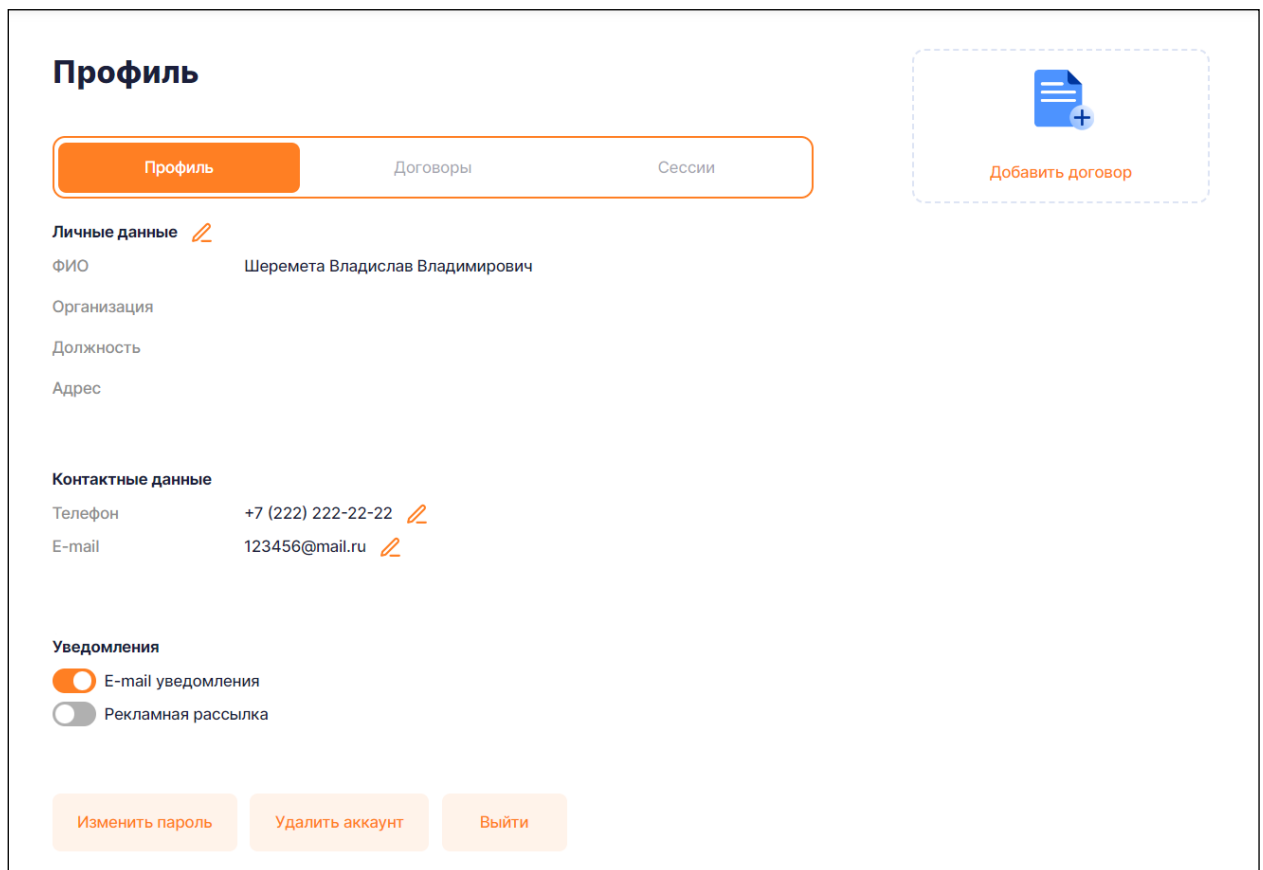 Профиль
Добавить договор
Профиль Договоры Сессии
Личные данные
ФИО Шеремета Владислав Владимирович
Организация
Должность
Адрес
Контактные данные
Телефон +7 (222) 222-22-22
E-mail 123456@mail.ru
Уведомления
E-mail уведомления
Рекламная рассылка
Изменить пароль Удалить аккаунт Выйти